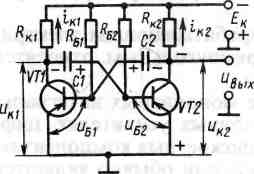 Rк1 iк1 RБ1 RБ2 Rк2 iк2 − Eк +
C1 C2 + − −
VT1 VT2 uвых
uк1 uБ1 uБ2 uк2
+ +